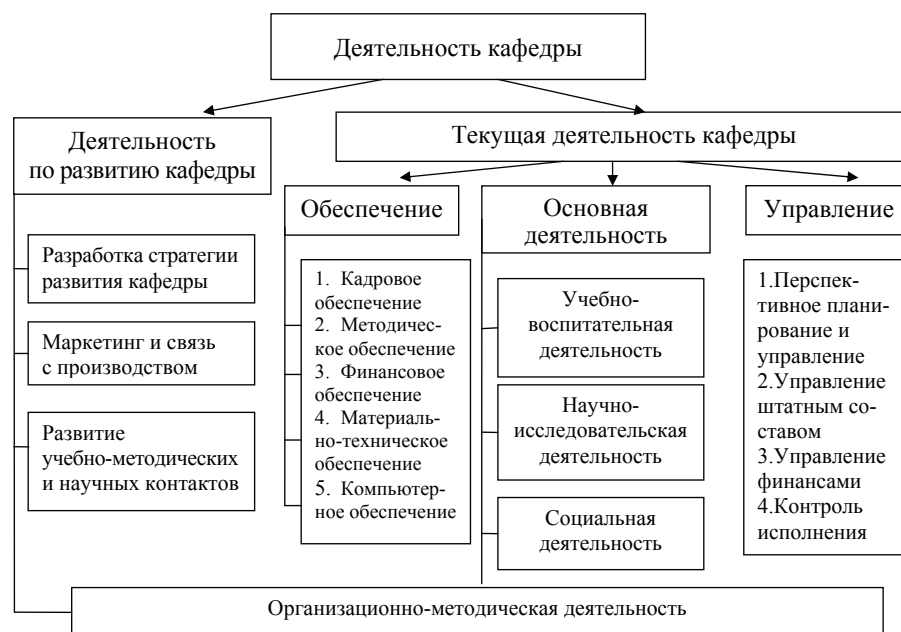 Деятельность кафедры
Деятельность
по развитию кафедры
Текущая деятельность кафедры
Разработка стратегии
развития кафедры
Маркетинг и связь
с производством
Развитие
учебно-методических
и научных контактов
Обеспечение
1. Кадровое
обеспечение
2. Методичес-
кое обеспечение
3. Финансовое
обеспечение
4. Материаль-
но-техническое
обеспечение
5. Компьютер-
ное обеспечение
Основная
деятельность
Учебно-
воспитательная
деятельность
Научно-
исследовательская
деятельность
Социальная
деятельность
Управление
1.Перспек-
тивное плани-
рование и
управление
2.Управление
штатным со-
ставом
3.Управление
финансами
4.Контроль
исполнения
Организационно-методическая деятельность